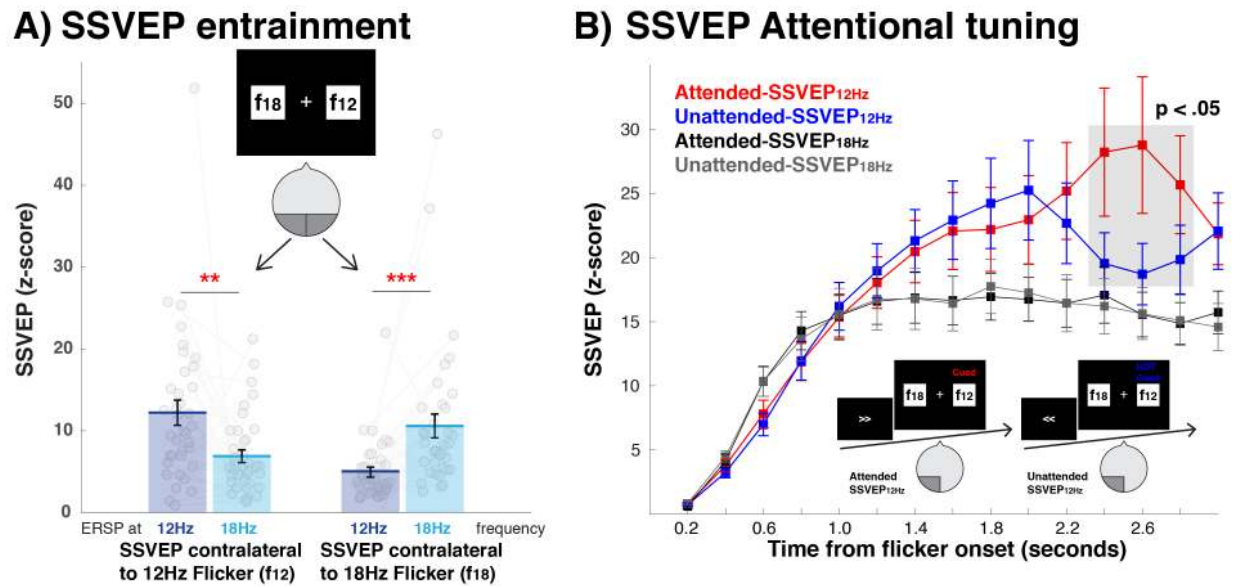 A) SSVEP entrainment
SSVEP (z-score)
50
40
30
20
10
0
f18 + f12
**
***
ERSP at 12Hz 18Hz 12Hz 18Hz frequency
SSVEP contralateral
to 12Hz Flicker (f12)
SSVEP contralateral
to 18Hz Flicker (f18)
B) SSVEP Attentional tuning
Attended-SSVEP12Hz
Unattended-SSVEP12Hz
Attended-SSVEP18Hz
Unattended-SSVEP18Hz
p < .05
SSVEP (z-score)
30
25
20
15
10
5
>>
Cued
f18 + f12
Attended
SSVEP12Hz
<<
f18 + f12
Unattended
SSVEP12Hz
0.2 0.6 1.0 1.4 1.8 2.2 2.6
Time from flicker onset (seconds)